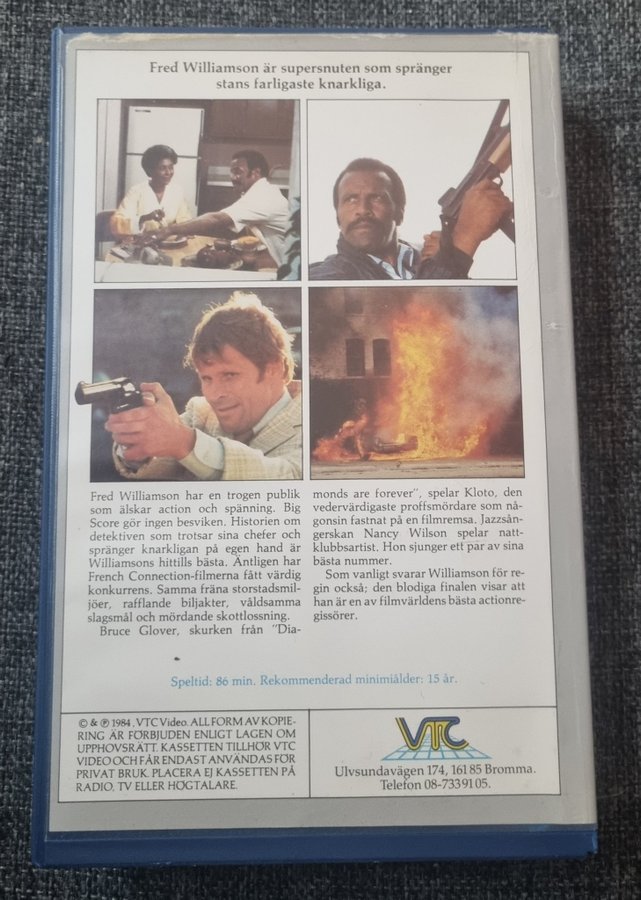 Fred Williamson är supersnuten som spränger
stans farligaste knarkliga.
Fred Williamson har en trogen publik
som älskar action och spänning. Big
Score gör ingen besviken. Historien om
detektiven som trotsar sina chefer och
spränger knarkligan på egen hand är
Williamsons hittills bästa. Äntligen har
French Connection-filmerna fått värdig
konkurrens. Samma fräna storstadsmil-
jöer, rafflande biljakter, våldsamma
slagsmål och mördande skottlossning.
Bruce Glover, skurken från "Dia-
monds are forever", spelar Kloto, den
vedervärdigaste proffsmördare som nå-
gonsin fastnat på en filmremsa. Jazzsån-
gerskan Nancy Wilson spelar natt-
klubbsartist. Hon sjunger ett par av sina
bästa nummer.
Som vanligt svarar Williamson för re-
gin också; den blodiga finalen visar att
han är en av filmvärldens bästa actionre-
gissörer.
Speltid: 86 min. Rekommenderad minimiålder: 15 år.
© & ℗ 1984, VTC Video. ALL FORM AV KOPIE-
RING ÄR FÖRBJUDEN ENLIGT LAGEN OM
UPPHOVSRÄTT. KASSETTEN TILLHÖR VTC
VIDEO OCH FÅR ENDAST ANVÄNDAS FÖR
PRIVAT BRUK. PLACERA EJ KASSETTEN PÅ
RADIO, TV ELLER HÖGTALARE.
VTC
Ulvsundavägen 174, 161 85 Bromma.
Telefon 08-733 91 05.